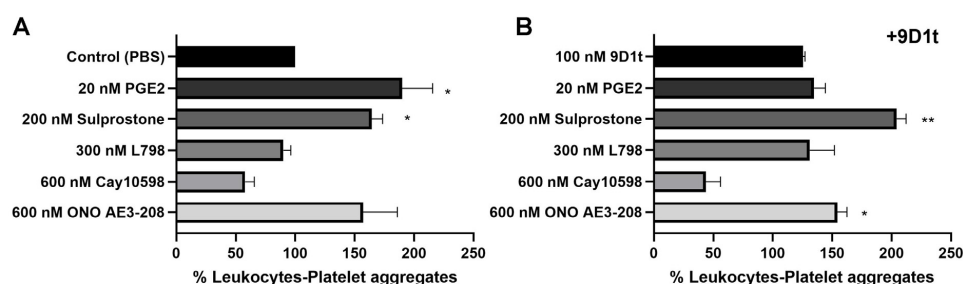 A
Control (PBS)
20 nM PGE2
*
200 nM Sulprostone
*
300 nM L798
600 nM Cay10598
600 nM ONO AE3-208
0 50 100 150 200 250
% Leukocytes-Platelet aggregates
B
+9D1t
100 nM 9D1t
20 nM PGE2
200 nM Sulprostone
**
300 nM L798
600 nM Cay10598
600 nM ONO AE3-208
*
0 50 100 150 200 250
% Leukocytes-Platelet aggregates